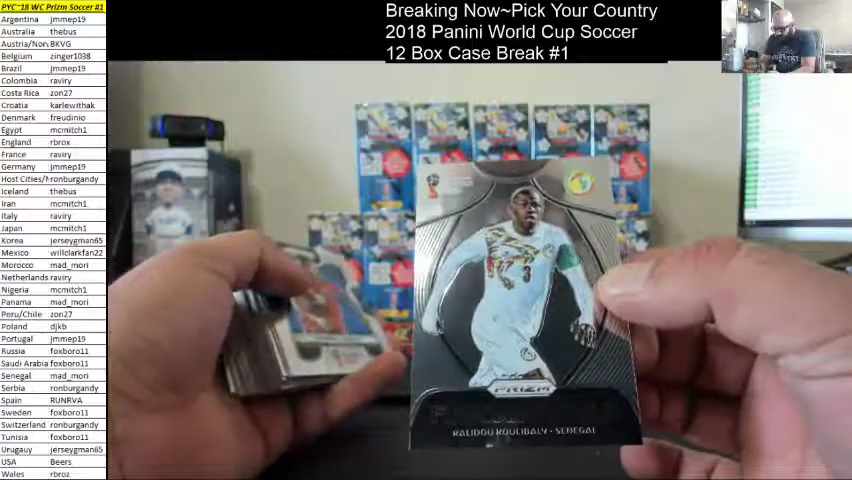 PYC~18 WC Prizm Soccer #1
Argentina jmmep19
Australia thebus
Austria/Nor BKVG
Belgium zinger1038
Brazil jmmep19
Colombia raviry
Costa Rica zon27
Croatia karlewithak
Denmark freudinio
Egypt mcmitch1
England rbrox
France raviry
Germany jmmep19
Host Cities/N ronburgandy
Iceland thebus
Iran mcmitch1
Italy raviry
Japan mcmitch1
Korea jerseygman65
Mexico willclarkfan22
Morocco mad_mori
Netherlands raviry
Nigeria mcmitch1
Panama mad_mori
Peru/Chile zon27
Poland djkb
Portugal jmmep19
Russia foxboro11
Saudi Arabia foxboro11
Senegal mad_mori
Serbia ronburgandy
Spain RUNRVA
Sweden foxboro11
Switzerland ronburgandy
Tunisia foxboro11
Urugauy jerseygman65
USA Beers
Wales rbroz
Breaking Now~Pick Your Country
2018 Panini World Cup Soccer
12 Box Case Break #1
3
PRIZM
KALIDOU KOULIBALY - SENEGAL